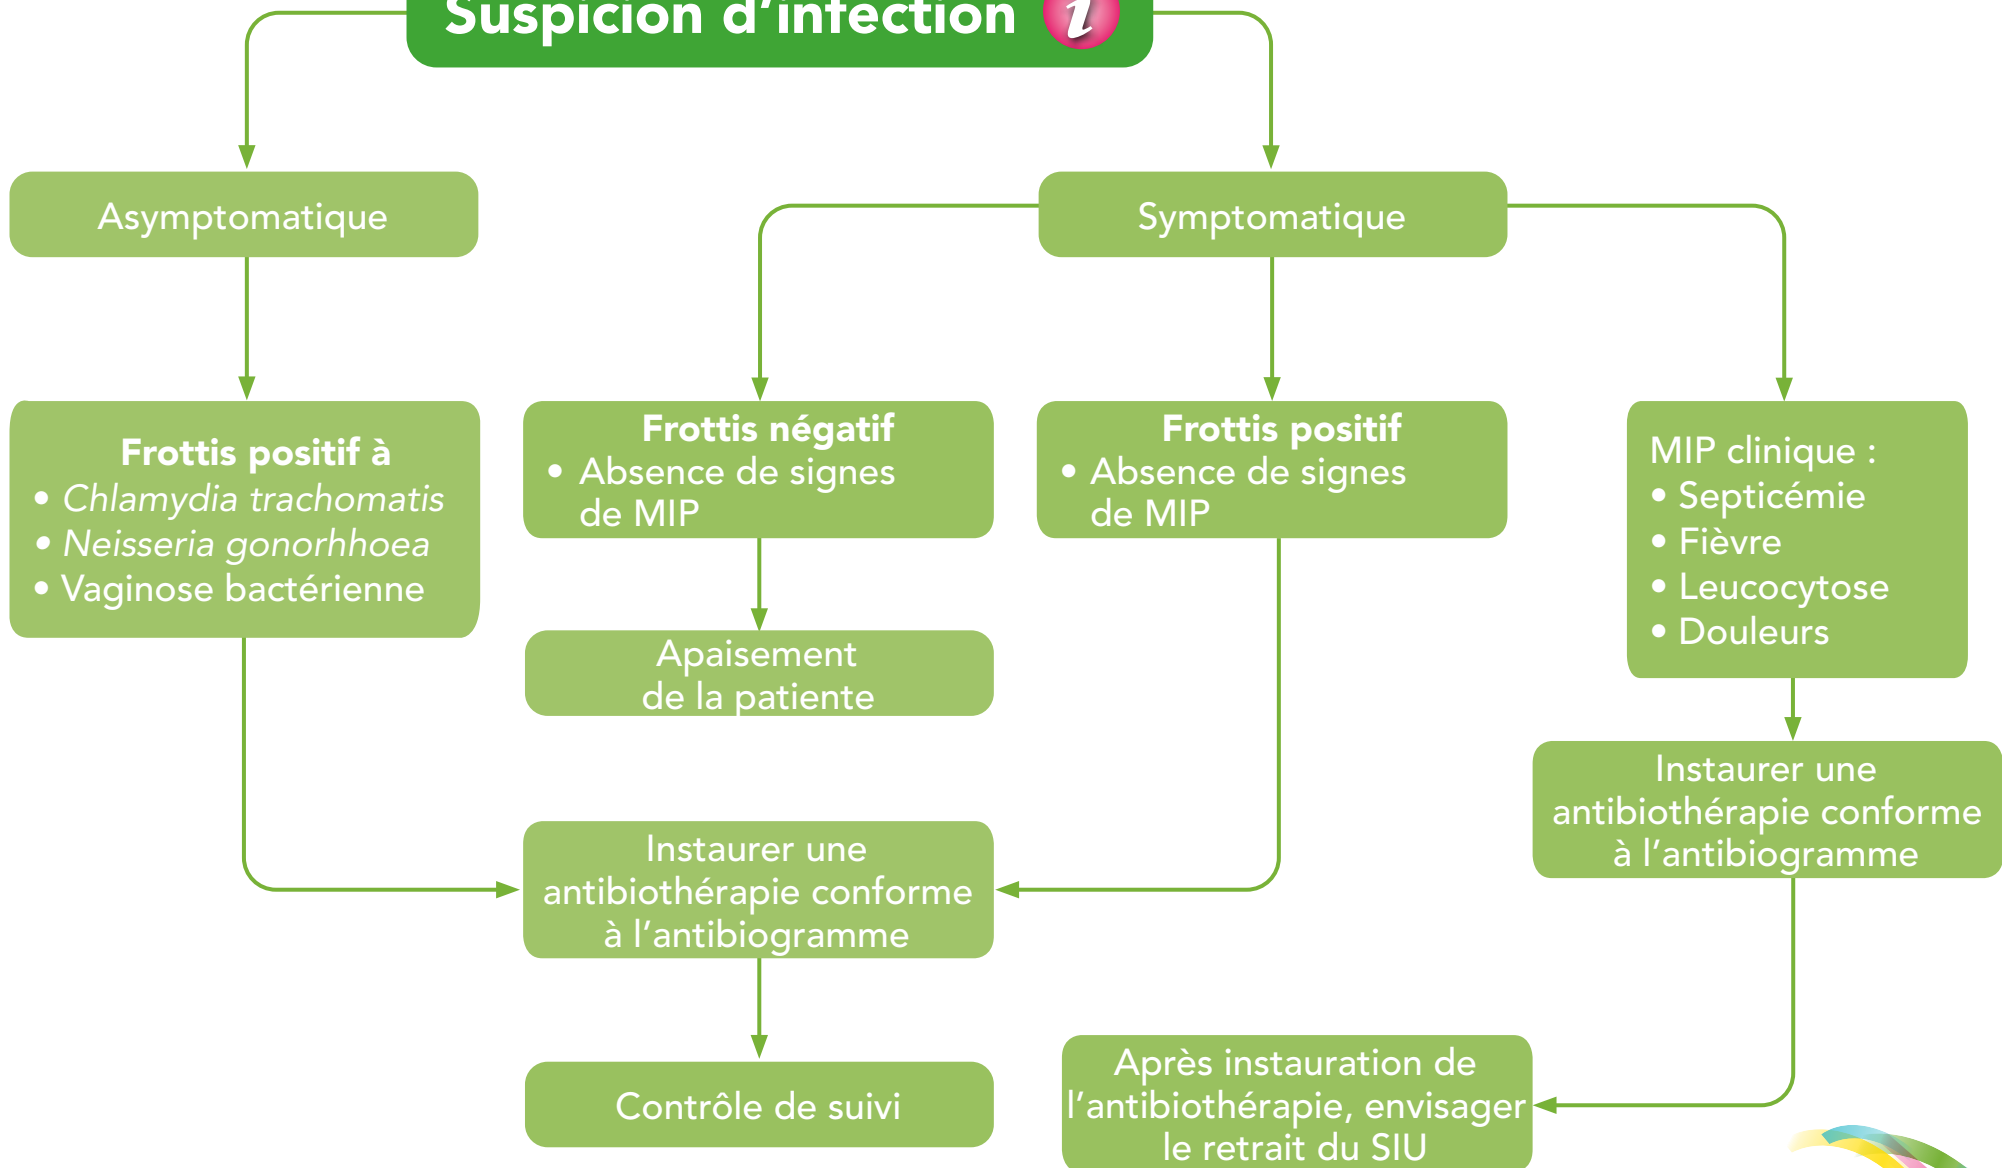 Suspicion d’infection i
Asymptomatique
Symptomatique
Frottis positif à
• Chlamydia trachomatis
• Neisseria gonorhhoea
• Vaginose bactérienne
Frottis négatif
• Absence de signes
de MIP
Frottis positif
• Absence de signes
de MIP
MIP clinique :
• Septicémie
• Fièvre
• Leucocytose
• Douleurs
Apaisement
de la patiente
Instaurer une
antibiothérapie conforme
à l’antibiogramme
Instaurer une
antibiothérapie conforme
à l’antibiogramme
Contrôle de suivi
Après instauration de
l’antibiothérapie, envisager
le retrait du SIU